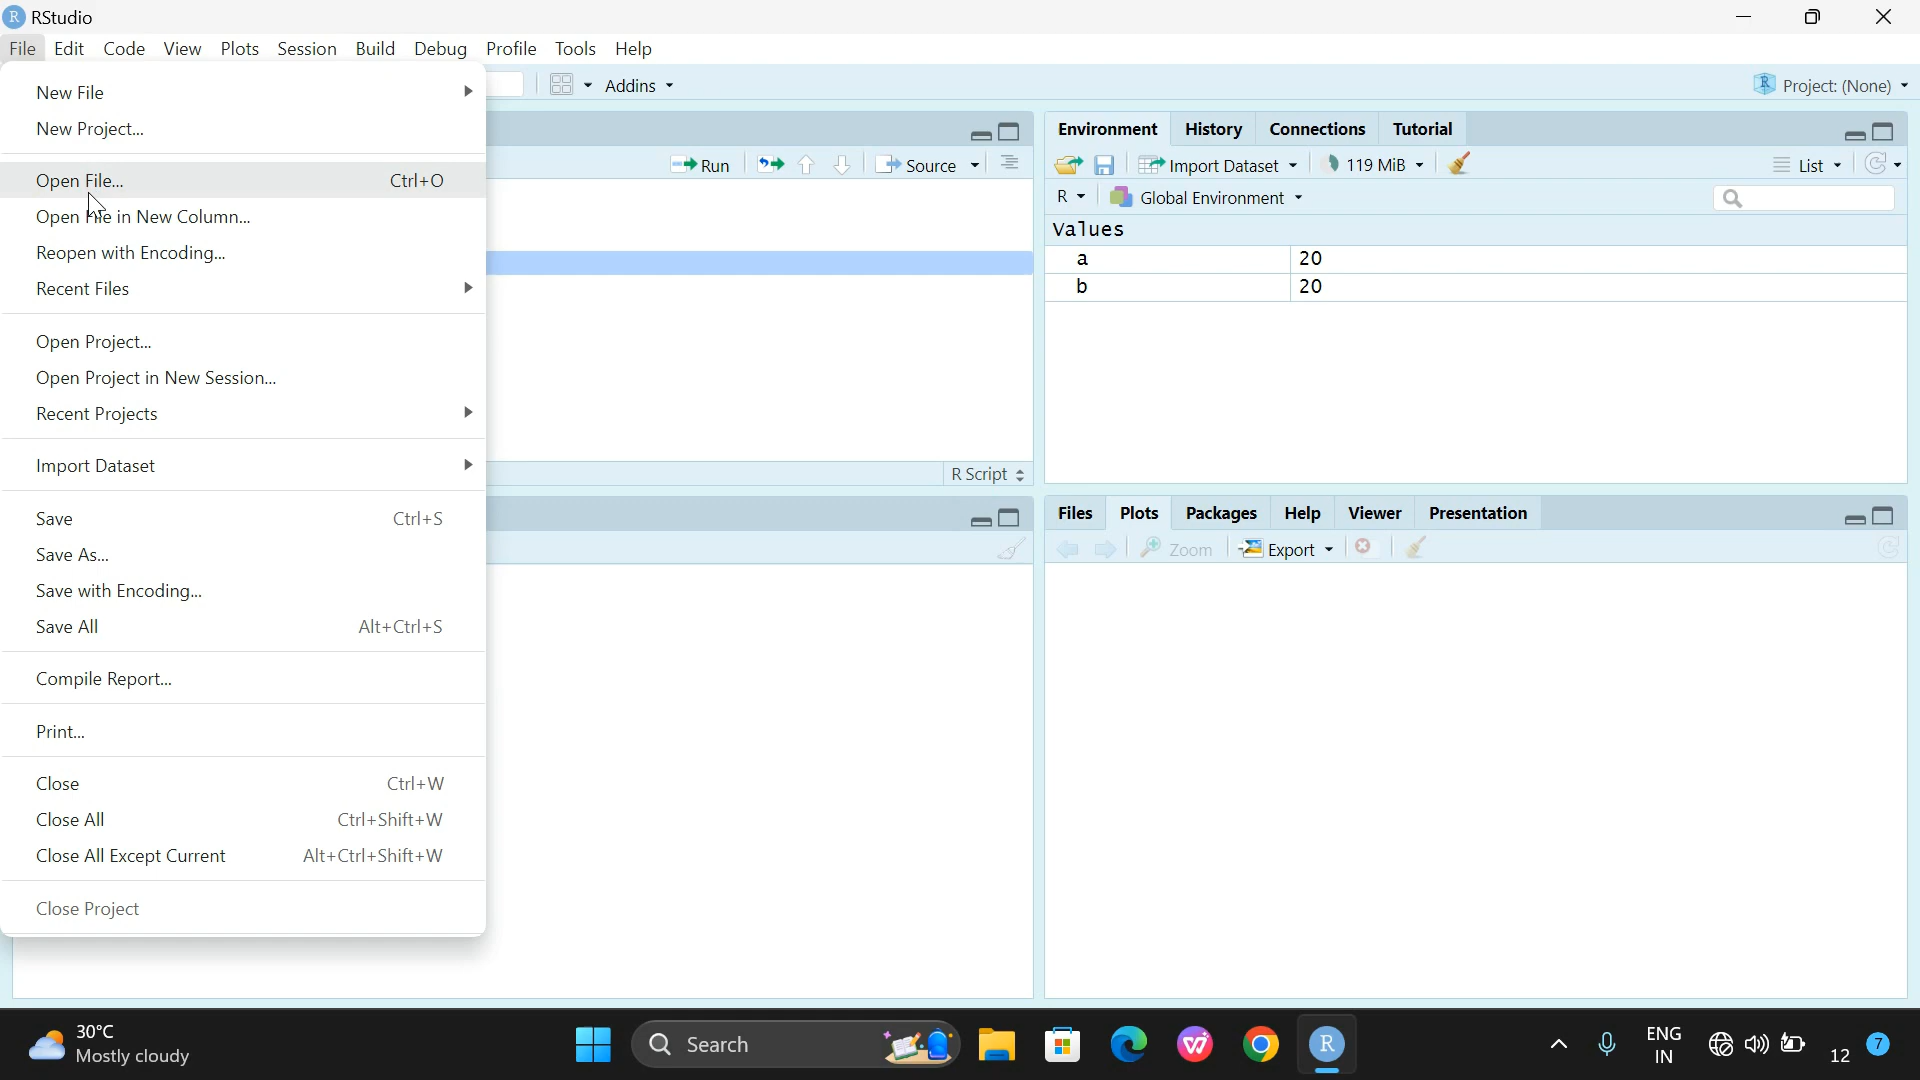 RStudio
File Edit Code View Plots Session Build Debug Profile Tools Help
New File
New Project...
Open File... Ctrl+O
Open File in New Column...
Reopen with Encoding...
Recent Files
Open Project...
Open Project in New Session...
Recent Projects
Import Dataset
Save Ctrl+S
Save As...
Save with Encoding...
Save All Alt+Ctrl+S
Compile Report...
Print...
Close Ctrl+W
Close All Ctrl+Shift+W
Close All Except Current Alt+Ctrl+Shift+W
Close Project
Addins
Project: (None)
Run Source
R Script
Environment History Connections Tutorial
Import Dataset 119 MiB List
R Global Environment
Values
a 20
b 20
Files Plots Packages Help Viewer Presentation
Zoom Export
30°C
Mostly cloudy
Search
ENG
IN
12
7